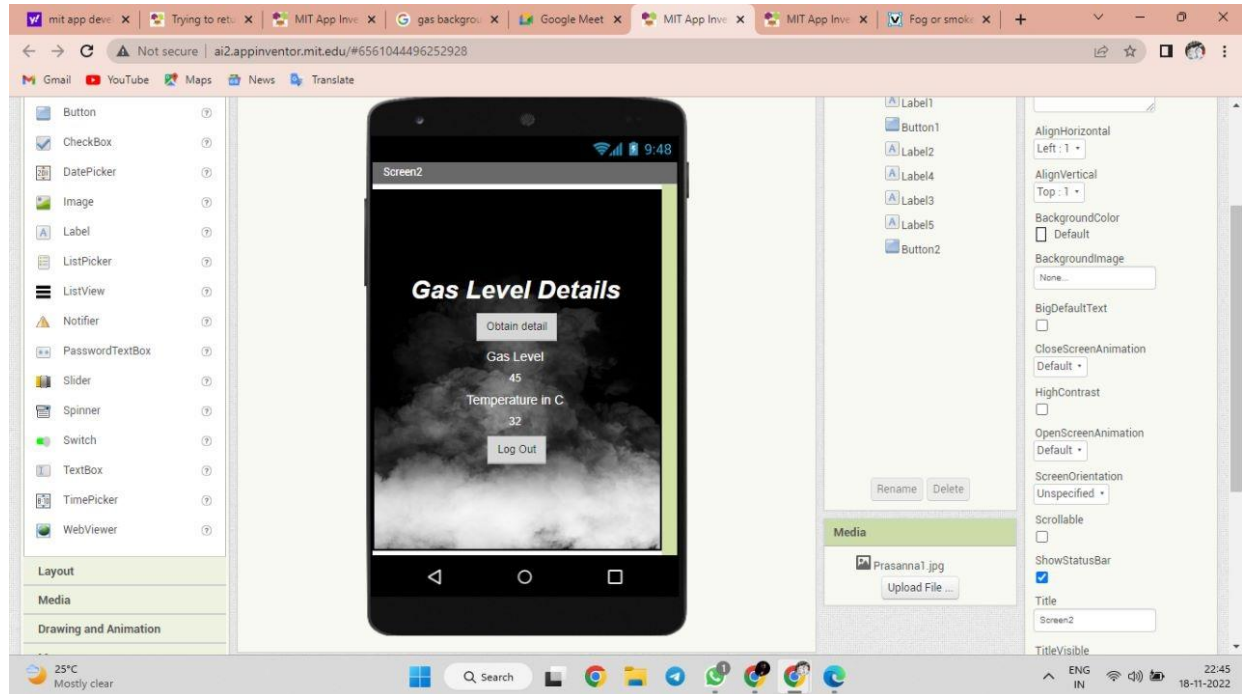 mit app devel
Trying to retu
MIT App Inve
gas backgrou
Google Meet
MIT App Inve
MIT App Inve
Fog or smoke
Not secure | ai2.appinventor.mit.edu/#6561044496252928
Gmail YouTube Maps News Translate
Button
CheckBox
DatePicker
Image
Label
ListPicker
ListView
Notifier
PasswordTextBox
Slider
Spinner
Switch
TextBox
TimePicker
WebViewer
Layout
Media
Drawing and Animation
9:48
Screen2
Gas Level Details
Obtain detail
Gas Level
45
Temperature in C
32
Log Out
Label1
Button1
Label2
Label4
Label3
Label5
Button2
Rename Delete
Media
Prasanna1.jpg
Upload File ...
AlignHorizontal
Left : 1
AlignVertical
Top : 1
BackgroundColor
Default
BackgroundImage
None...
BigDefaultText
CloseScreenAnimation
Default
HighContrast
OpenScreenAnimation
Default
ScreenOrientation
Unspecified
Scrollable
ShowStatusBar
Title
Screen2
TitleVisible
25°C
Mostly clear
Search
ENG
IN
22:45
18-11-2022